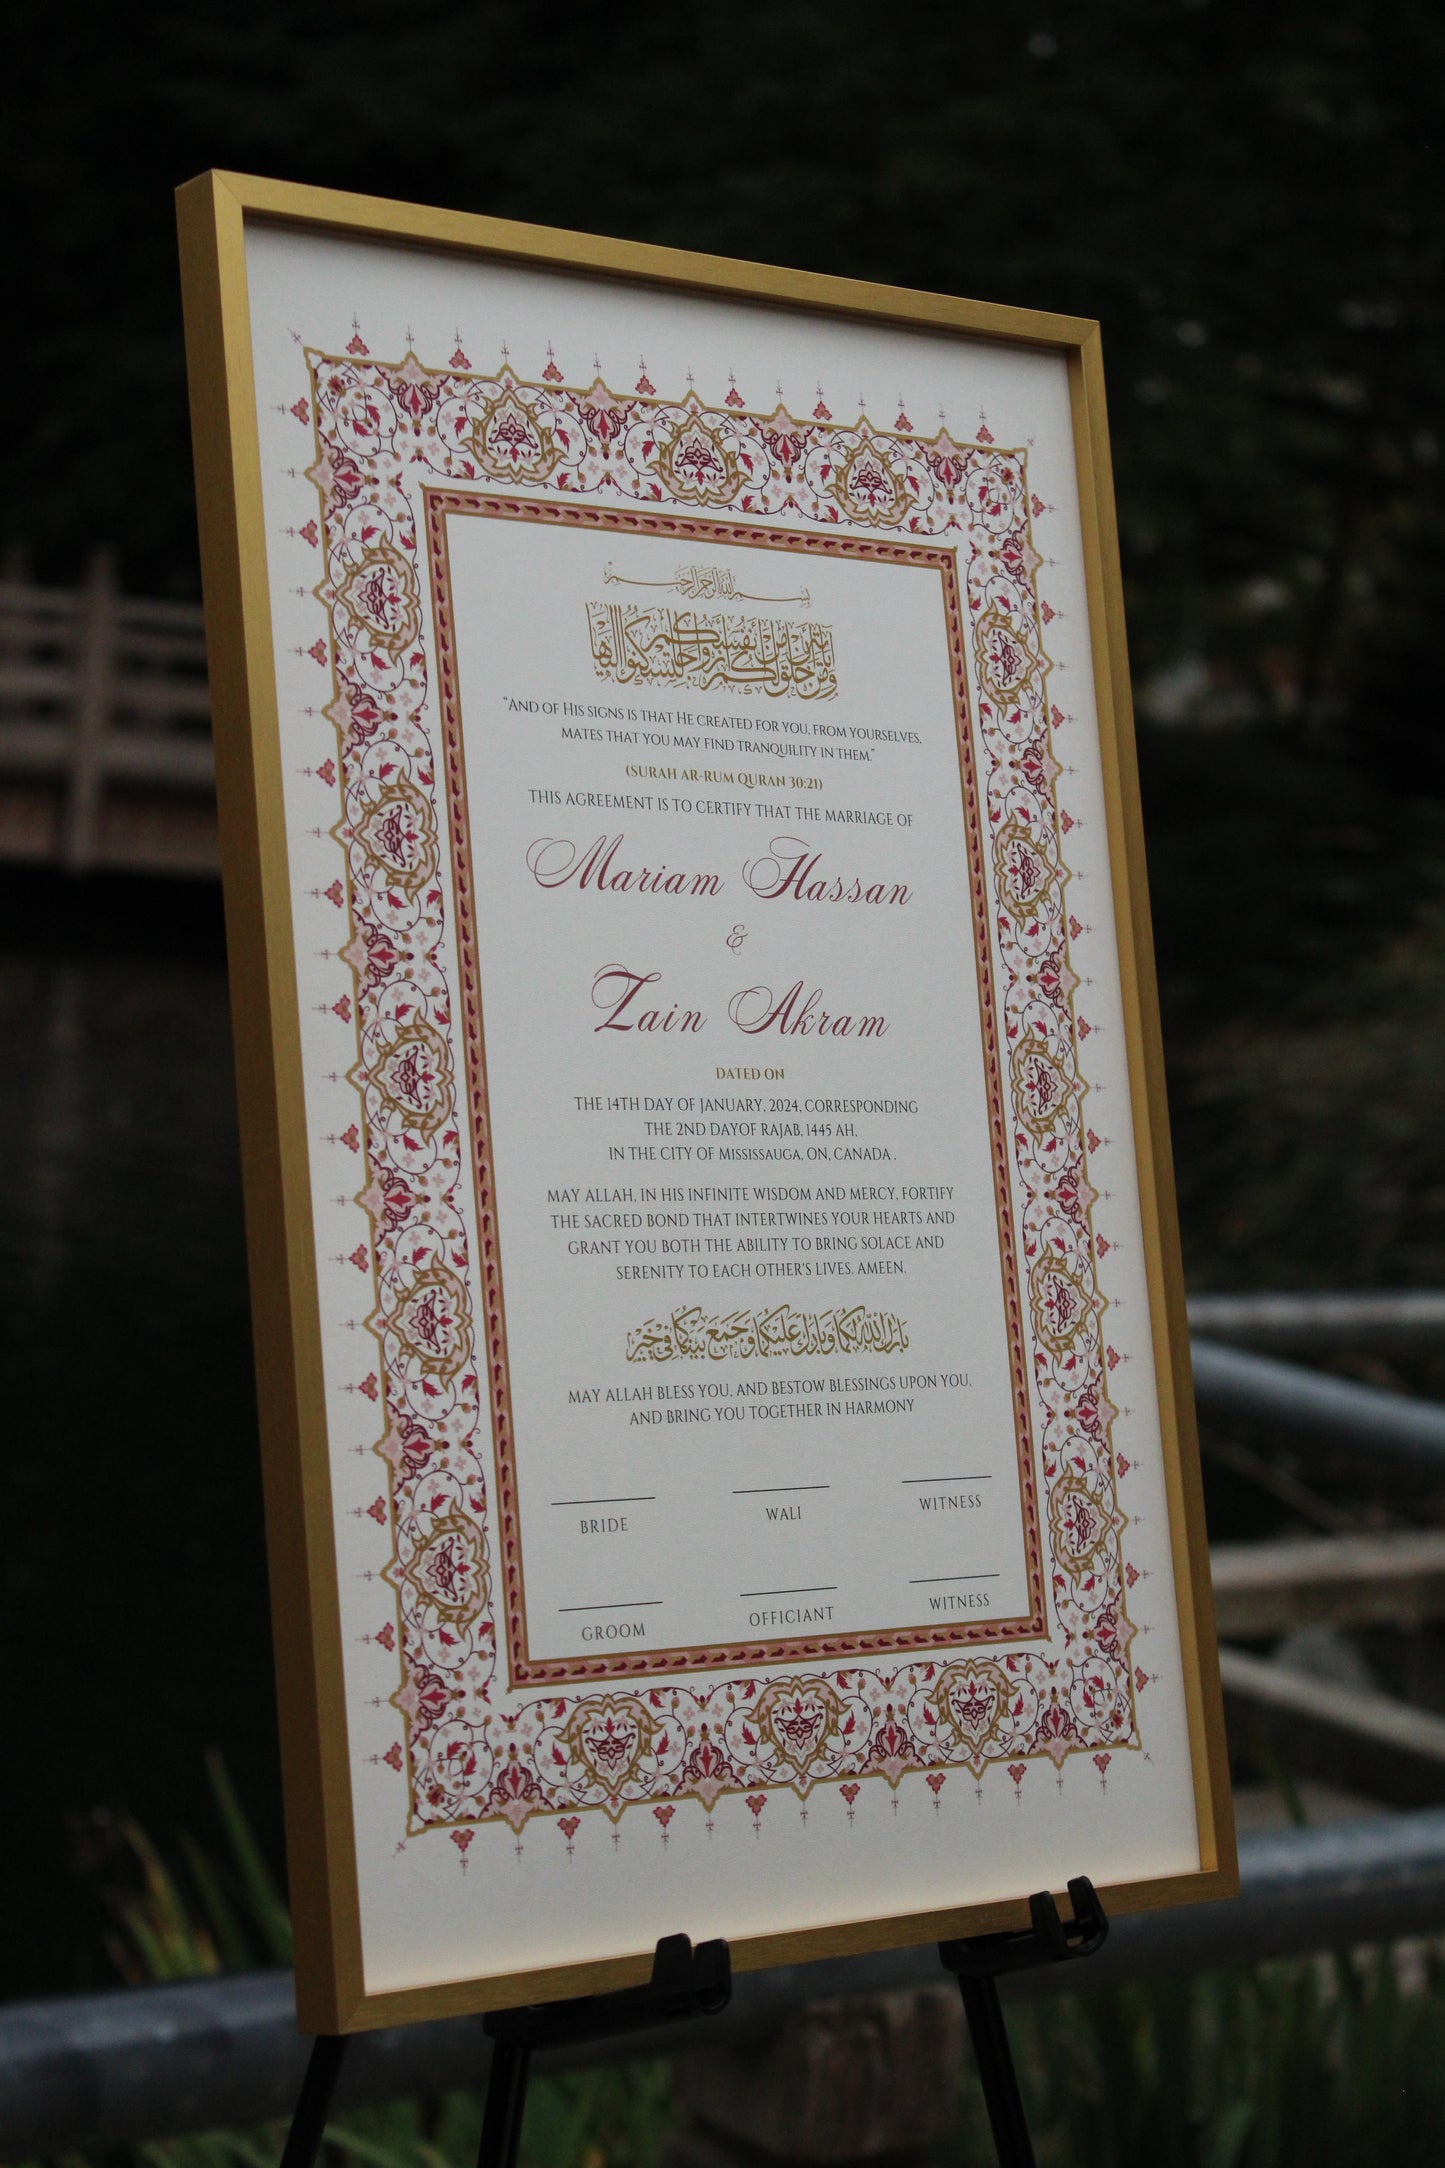 بسم الله الرحمن الرحيم
ومن آياته أن خلق لكم من أنفسكم أزواجا لتسكنوا إليها
“AND OF HIS SIGNS IS THAT HE CREATED FOR YOU, FROM YOURSELVES,
MATES THAT YOU MAY FIND TRANQUILITY IN THEM.”
(SURAH AR-RUM QURAN 30:21)
THIS AGREEMENT IS TO CERTIFY THAT THE MARRIAGE OF
Mariam Hassan
&
Zain Akram
DATED ON
THE 14TH DAY OF JANUARY, 2024, CORRESPONDING
THE 2ND DAYOF RAJAB, 1445 AH,
IN THE CITY OF MISSISSAUGA, ON, CANADA .
MAY ALLAH, IN HIS INFINITE WISDOM AND MERCY, FORTIFY
THE SACRED BOND THAT INTERTWINES YOUR HEARTS AND
GRANT YOU BOTH THE ABILITY TO BRING SOLACE AND
SERENITY TO EACH OTHER'S LIVES. AMEEN.
بارك الله لكما وبارك عليكما وجمع بينكما في خير
MAY ALLAH BLESS YOU, AND BESTOW BLESSINGS UPON YOU,
AND BRING YOU TOGETHER IN HARMONY
BRIDE WALI WITNESS
GROOM OFFICIANT WITNESS